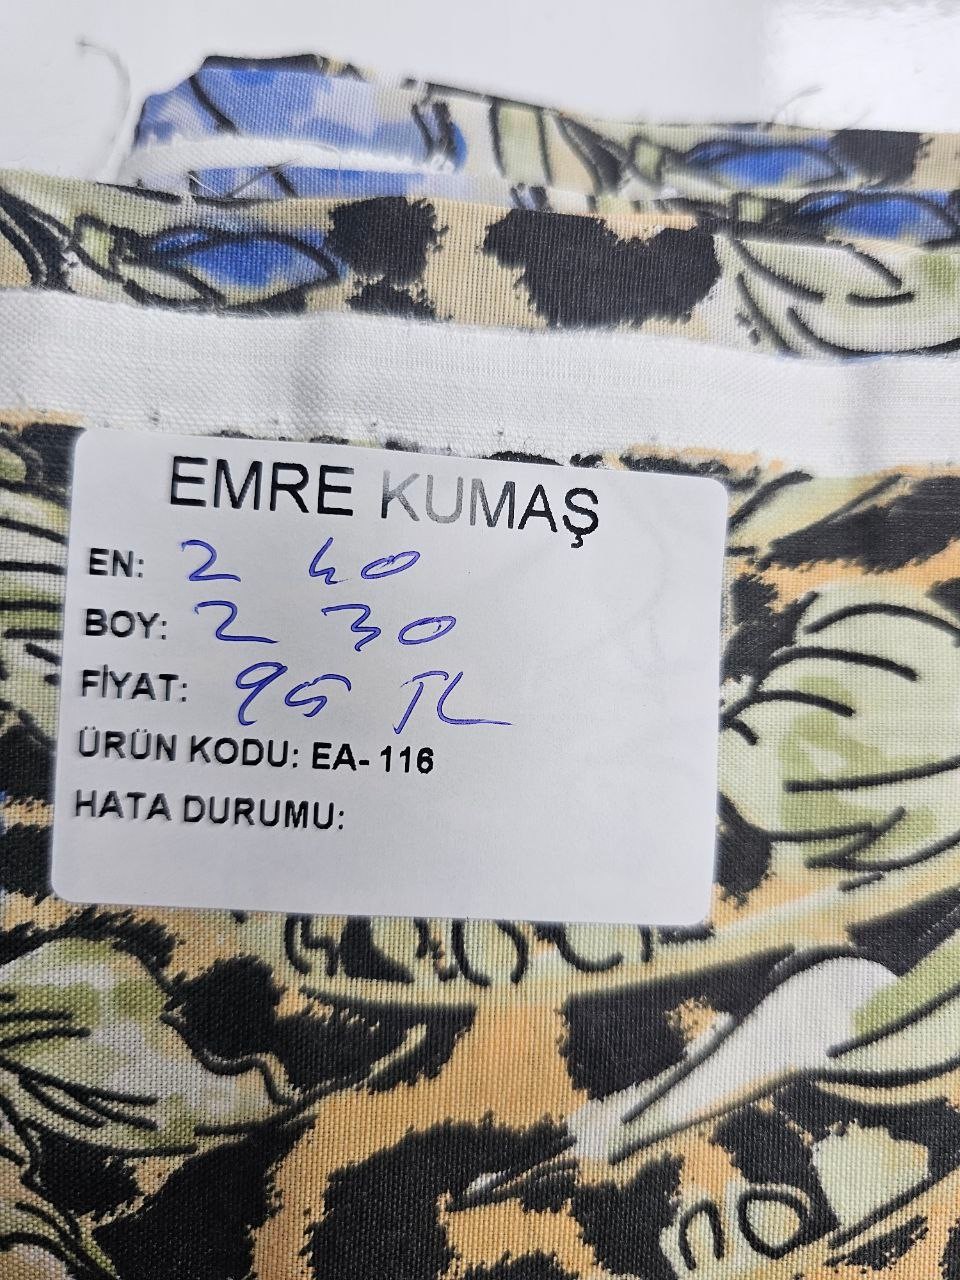 EMRE KUMAŞ
EN: 2 40
BOY: 2 30
FİYAT: 95 TL
ÜRÜN KODU: EA- 116
HATA DURUMU: